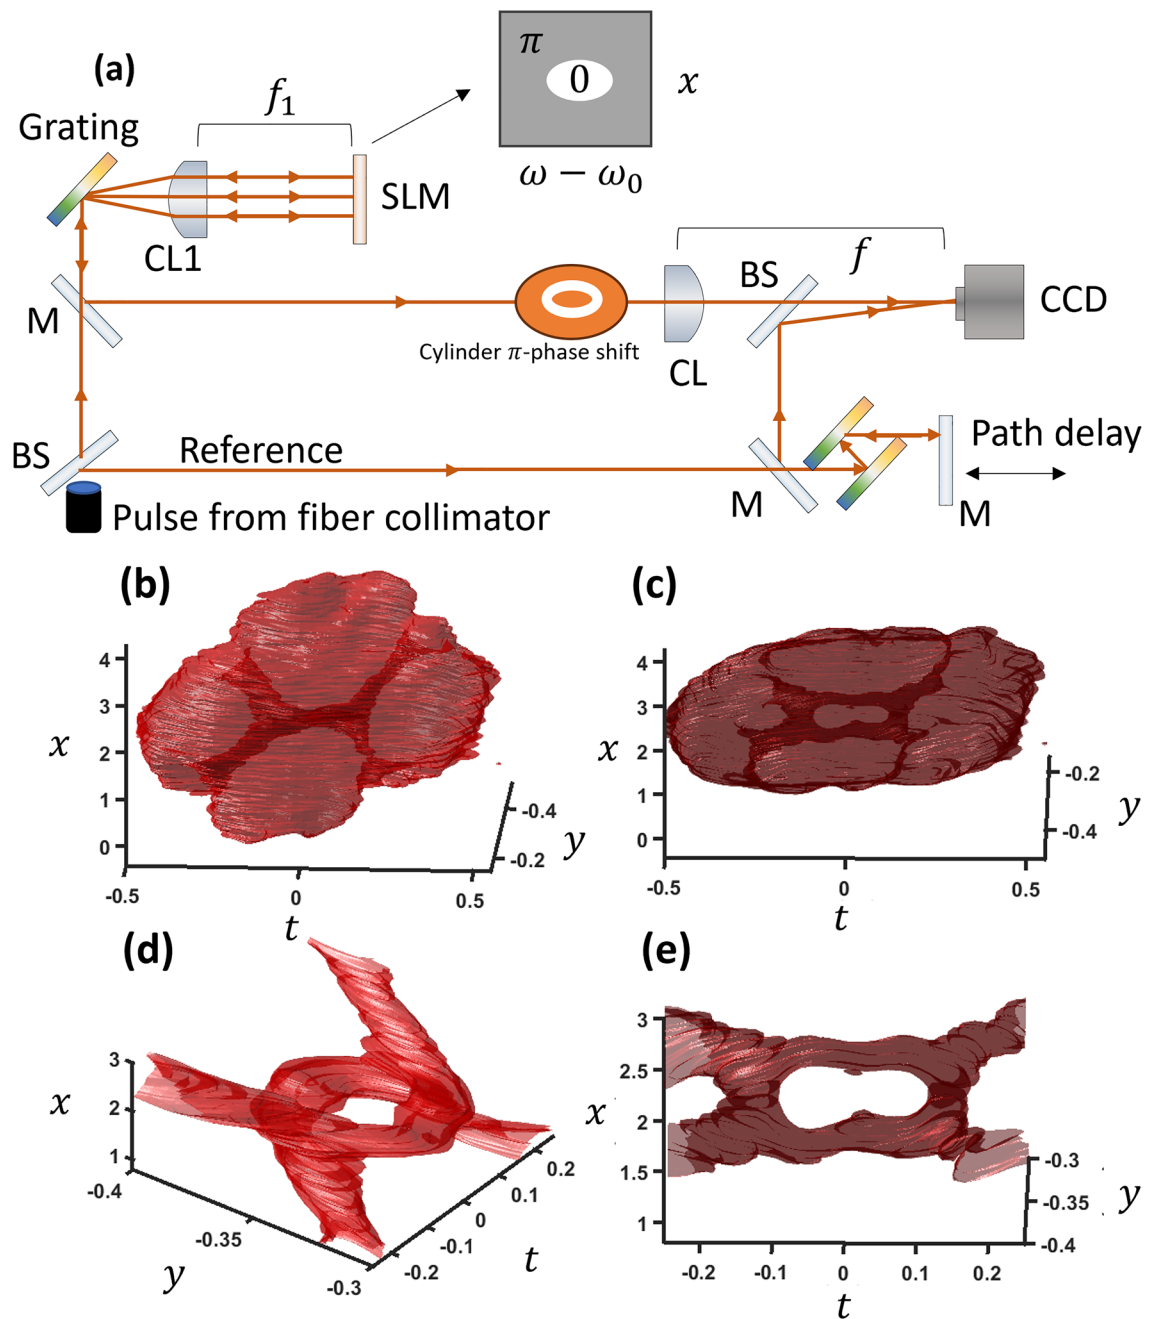 (a)
π
0
x
ω − ω₀
f₁
Grating
SLM
CL1
f
BS
CCD
M
Cylinder π-phase shift
CL
BS
Reference
Path delay
M
M
Pulse from fiber collimator
(b)
4
3
x
2
1
0
-0.5
0
0.5
t
-0.4
-0.2
y
(c)
4
3
x
2
1
0
-0.5
0
0.5
t
-0.2
-0.4
y
(d)
3
x
2
1
-0.4
-0.35
-0.3
y
-0.2
-0.1
0
0.1
0.2
t
(e)
3
2.5
x
2
1.5
1
-0.2
-0.1
0
0.1
0.2
t
-0.3
-0.35
-0.4
y